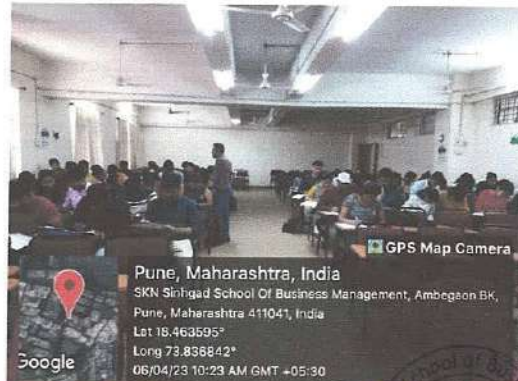 GPS Map Camera
Pune, Maharashtra, India
SKN Sinhgad School Of Business Management, Ambegaon BK,
Pune, Maharashtra 411041, India
Lat 18.463595°
Long 73.836842°
06/04/23 10:23 AM GMT +05:30
Google